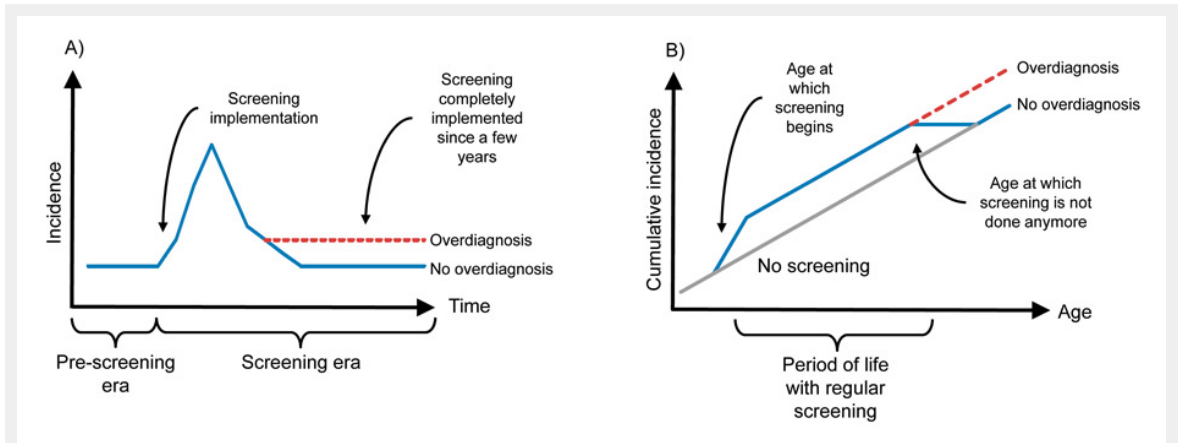 A)
Incidence
Screening
implementation
Screening
completely
implemented
since a few
years
Overdiagnosis
No overdiagnosis
Time
Pre-screening
era
Screening era
B)
Cumulative incidence
Age at
which
screening
begins
Overdiagnosis
No overdiagnosis
Age at which
screening is not
done anymore
No screening
Age
Period of life
with regular
screening